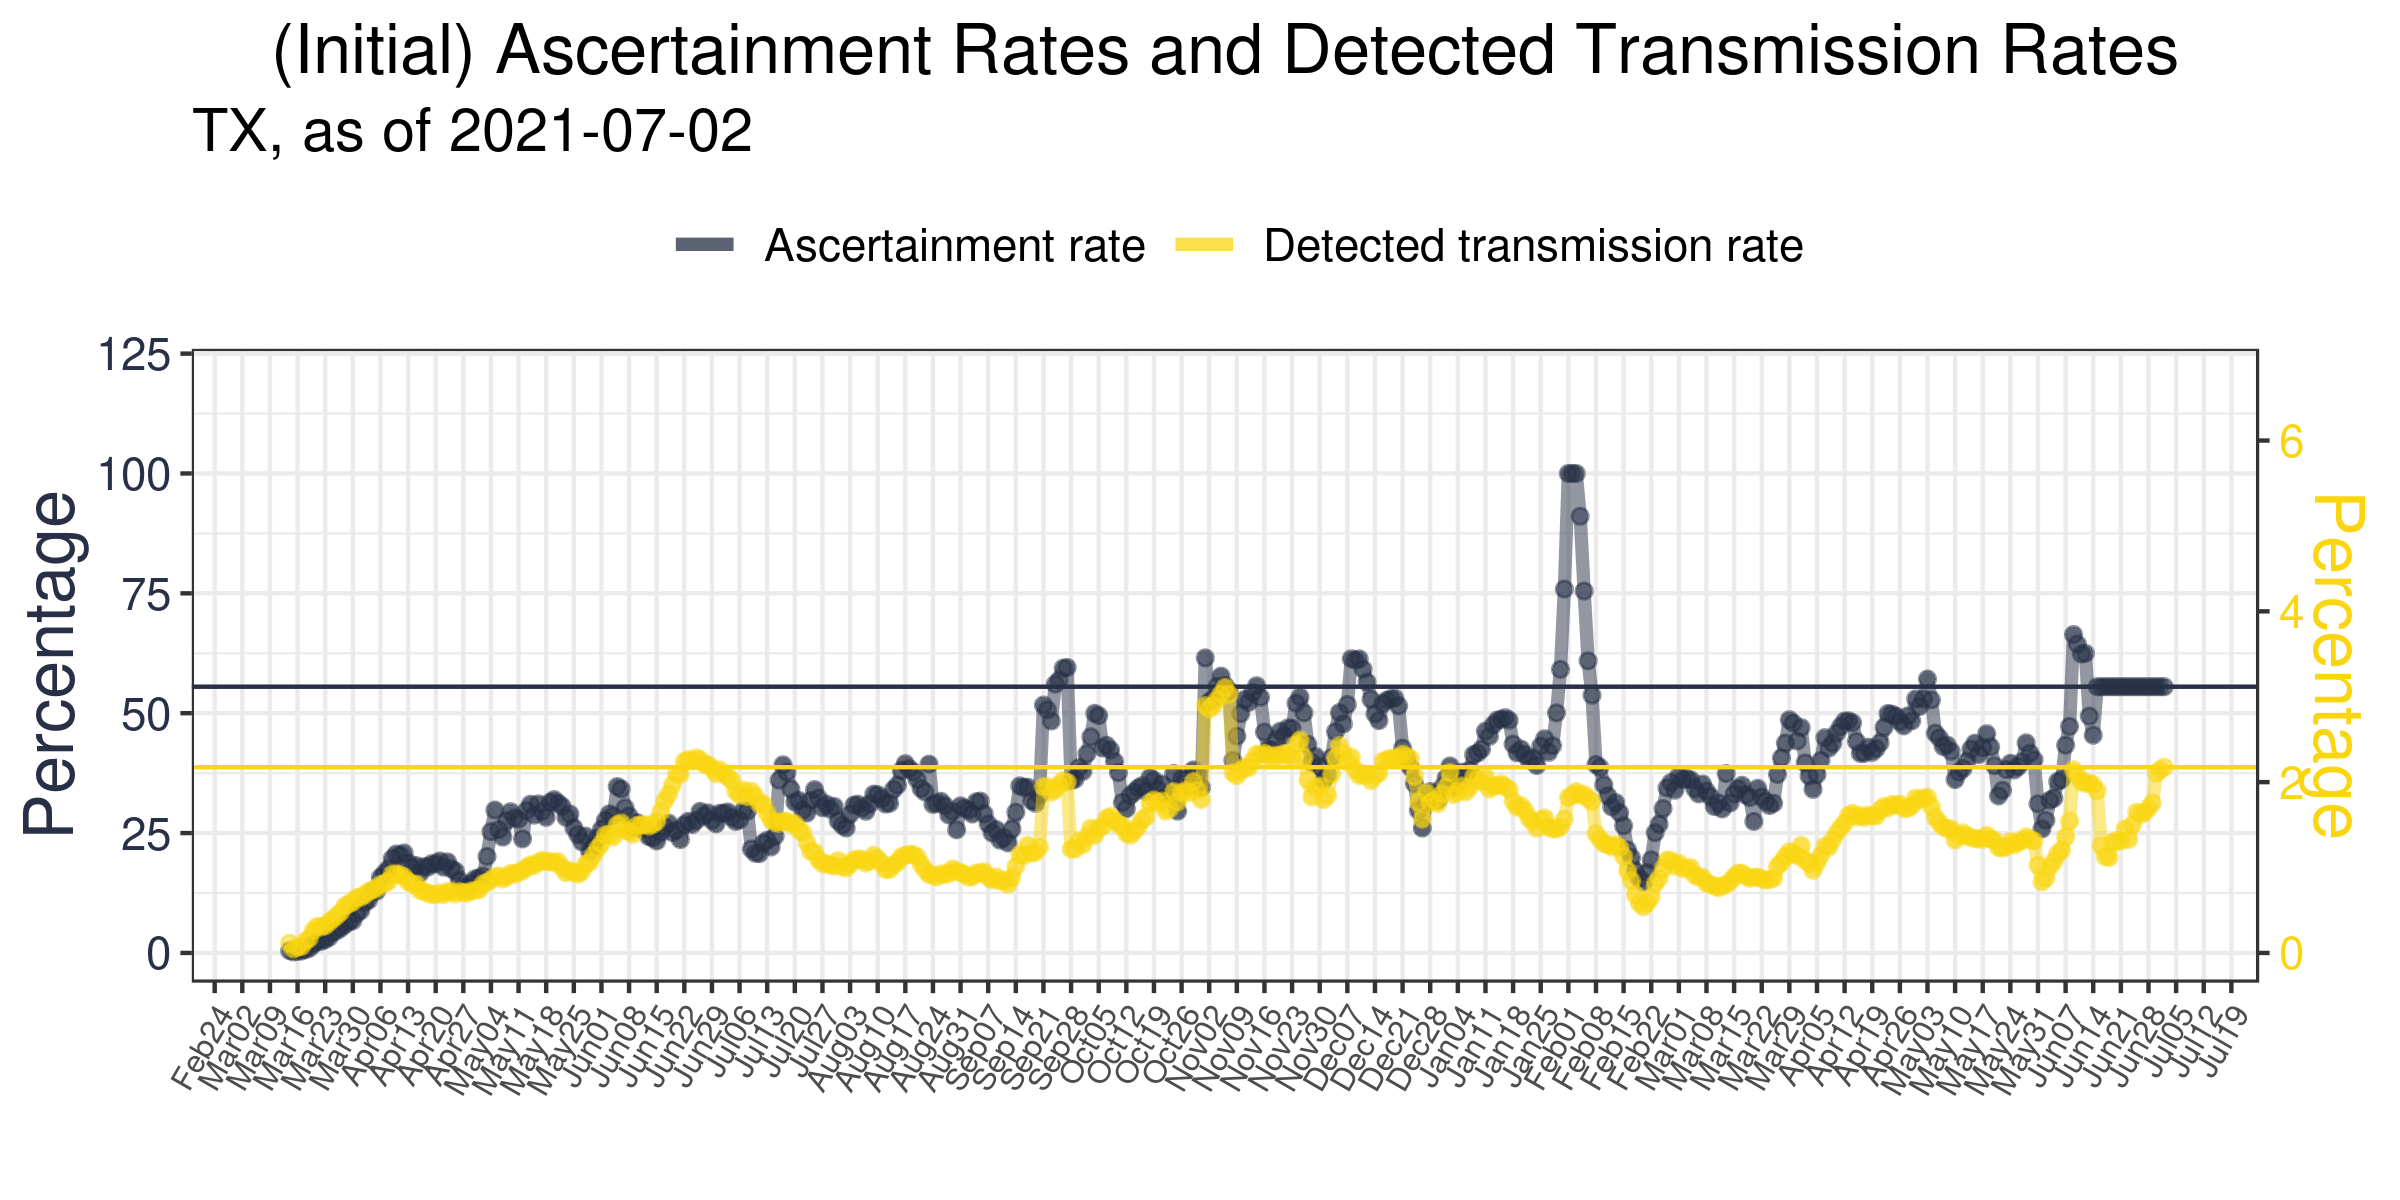 (Initial) Ascertainment Rates and Detected Transmission Rates
TX, as of 2021-07-02
Ascertainment rate
Detected transmission rate
Percentage
125
100
75
50
25
0
6
4
2
0
Percentage
Feb24
Mar02
Mar09
Mar16
Mar23
Mar30
Apr06
Apr13
Apr20
Apr27
May04
May11
May18
May25
Jun01
Jun08
Jun15
Jun22
Jun29
Jul06
Jul13
Jul20
Jul27
Aug03
Aug10
Aug17
Aug24
Aug31
Sep07
Sep14
Sep21
Sep28
Oct05
Oct12
Oct19
Oct26
Nov02
Nov09
Nov16
Nov23
Nov30
Dec07
Dec14
Dec21
Dec28
Jan04
Jan11
Jan18
Jan25
Feb01
Feb08
Feb15
Feb22
Mar01
Mar08
Mar15
Mar22
Mar29
Apr05
Apr12
Apr19
Apr26
May03
May10
May17
May24
May31
Jun07
Jun14
Jun21
Jun28
Jul05
Jul12
Jul19